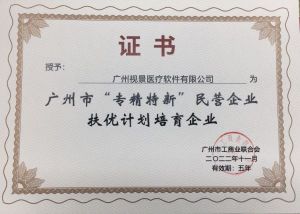 证书
授予：
广州视景医疗软件有限公司 为
广州市“专精特新”民营企业
扶优计划培育企业
广州市工商业联合会
二〇二二年十一月
有效期：五年